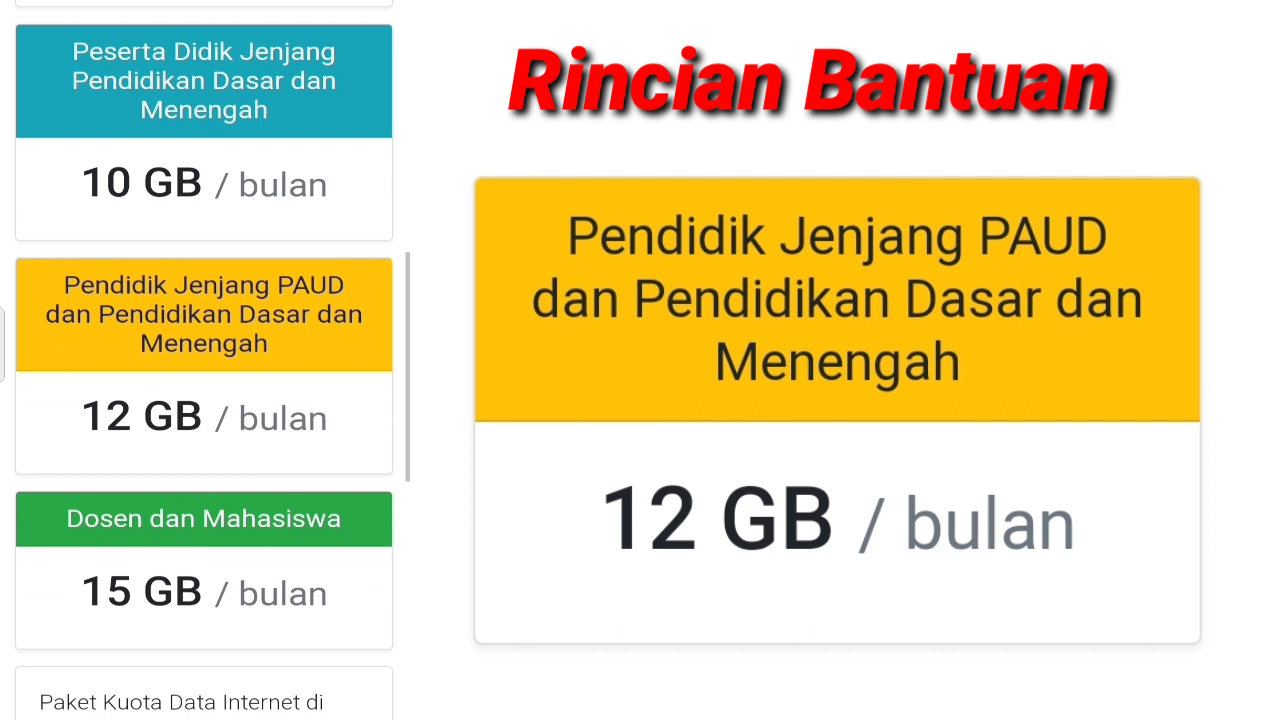 Peserta Didik Jenjang
Pendidikan Dasar dan
Menengah
10 GB / bulan
Pendidik Jenjang PAUD
dan Pendidikan Dasar dan
Menengah
12 GB / bulan
Dosen dan Mahasiswa
15 GB / bulan
Paket Kuota Data Internet di
Rincian Bantuan
Pendidik Jenjang PAUD
dan Pendidikan Dasar dan
Menengah
12 GB / bulan